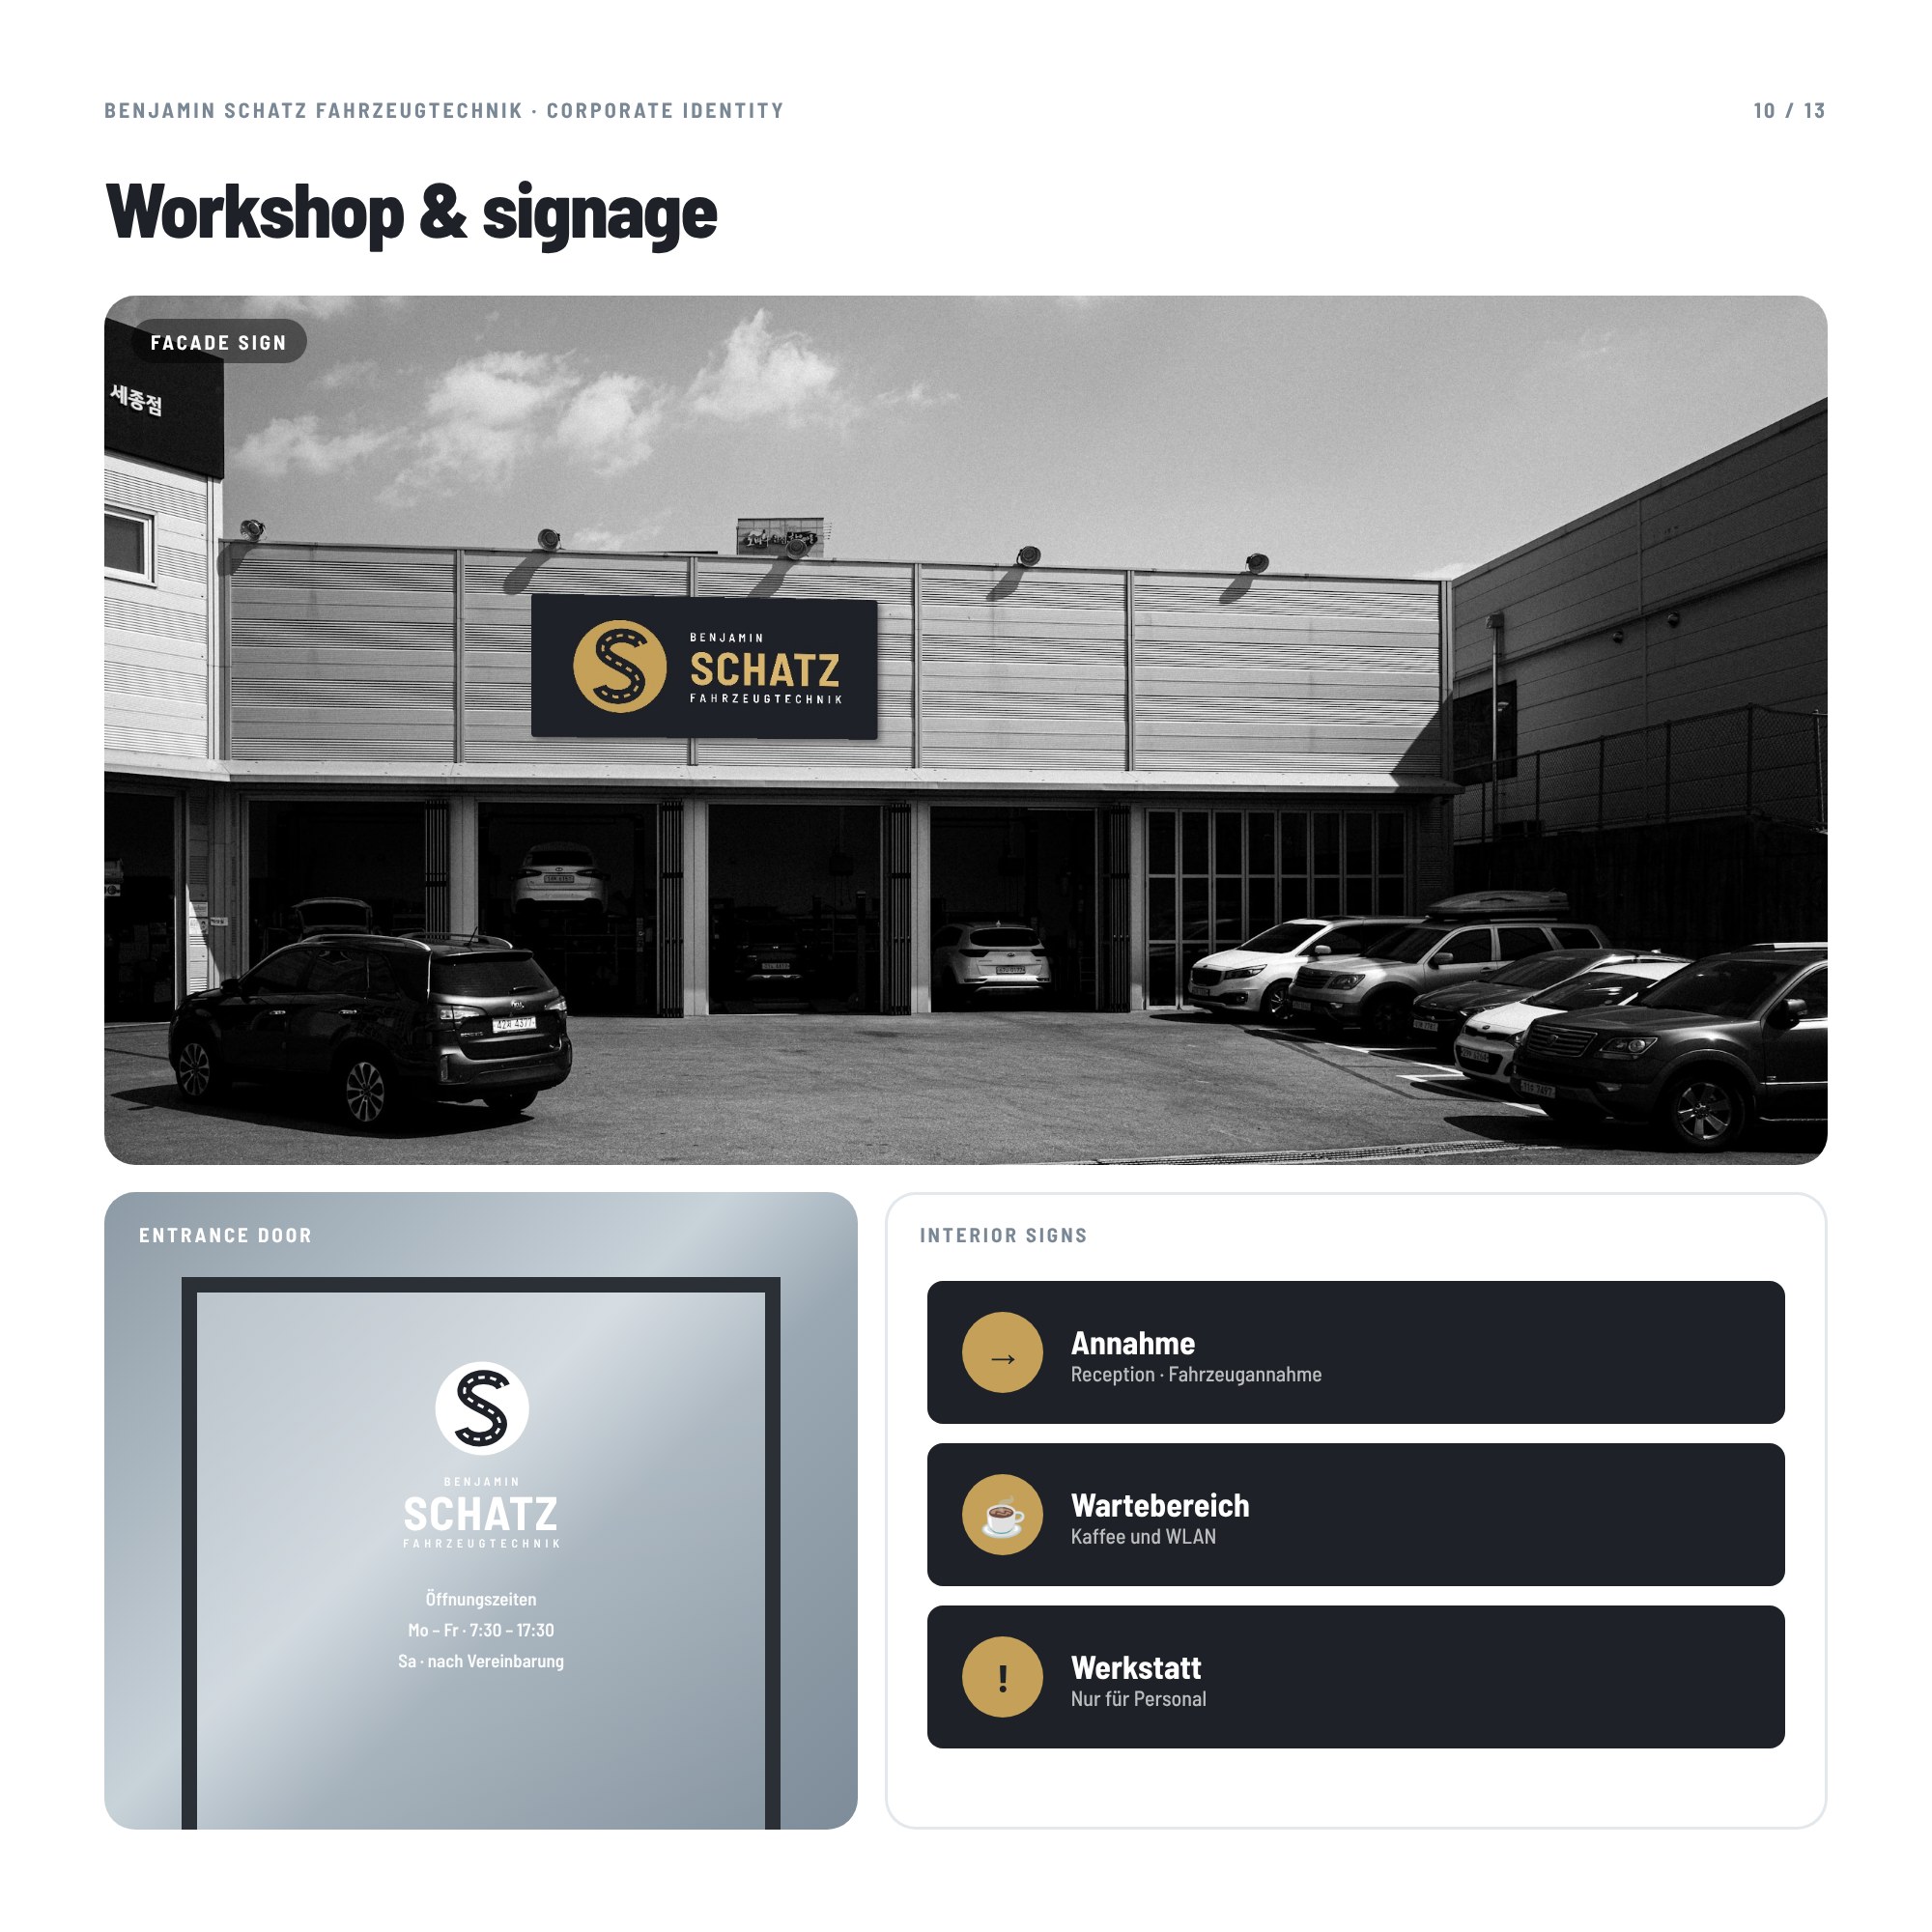 BENJAMIN SCHATZ FAHRZEUGTECHNIK · CORPORATE IDENTITY
10 / 13
Workshop & signage
FACADE SIGN
세종점
BENJAMIN
SCHATZ
FAHRZEUGTECHNIK
ENTRANCE DOOR
BENJAMIN
SCHATZ
FAHRZEUGTECHNIK
Öffnungszeiten
Mo – Fr · 7:30 – 17:30
Sa · nach Vereinbarung
INTERIOR SIGNS
→
Annahme
Reception · Fahrzeugannahme
Wartebereich
Kaffee und WLAN
!
Werkstatt
Nur für Personal